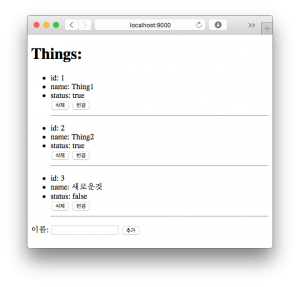 localhost:9000
Things:
id: 1
name: Thing1
status: true
삭제 변경
id: 2
name: Thing2
status: true
삭제 변경
id: 3
name: 새로운것
status: false
삭제 변경
이름: 추가